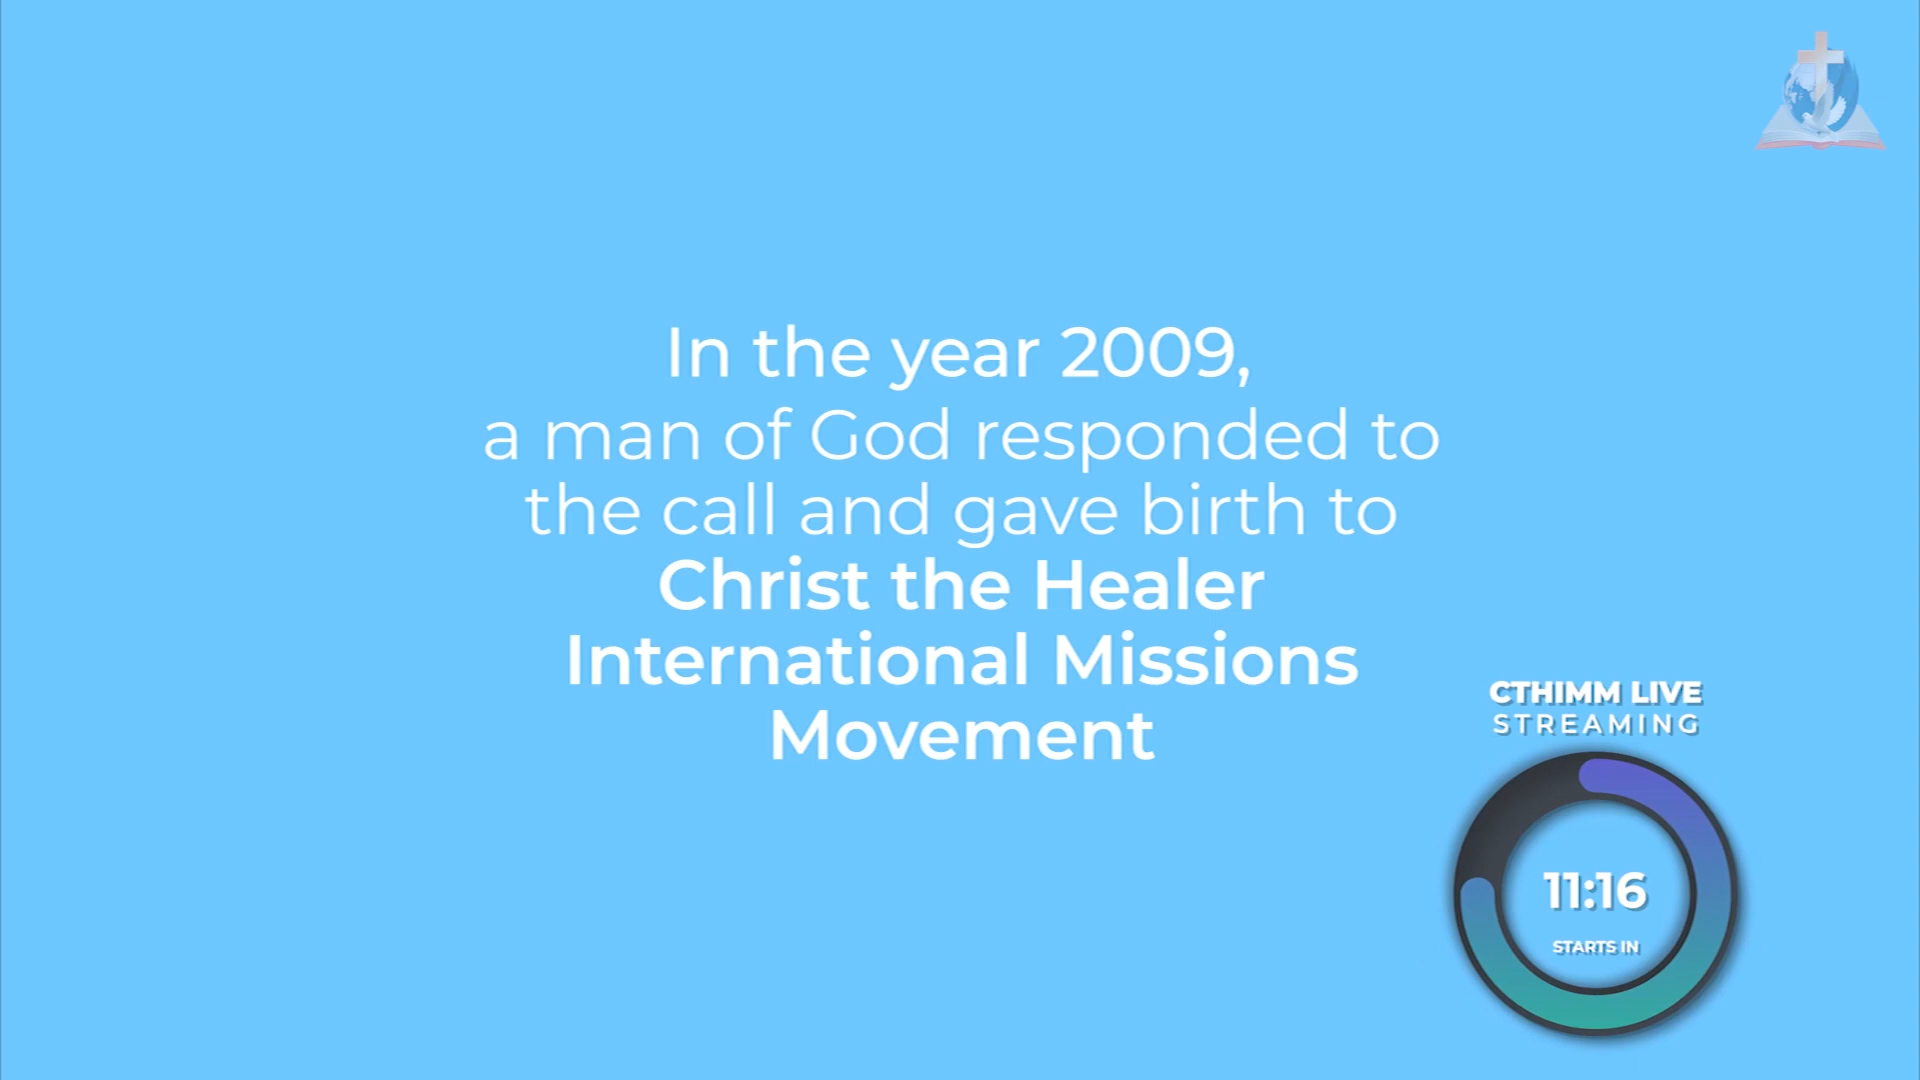 In the year 2009,
a man of God responded to
the call and gave birth to
Christ the Healer
International Missions
Movement
CTHIMM LIVE
STREAMING
11:16
STARTS IN